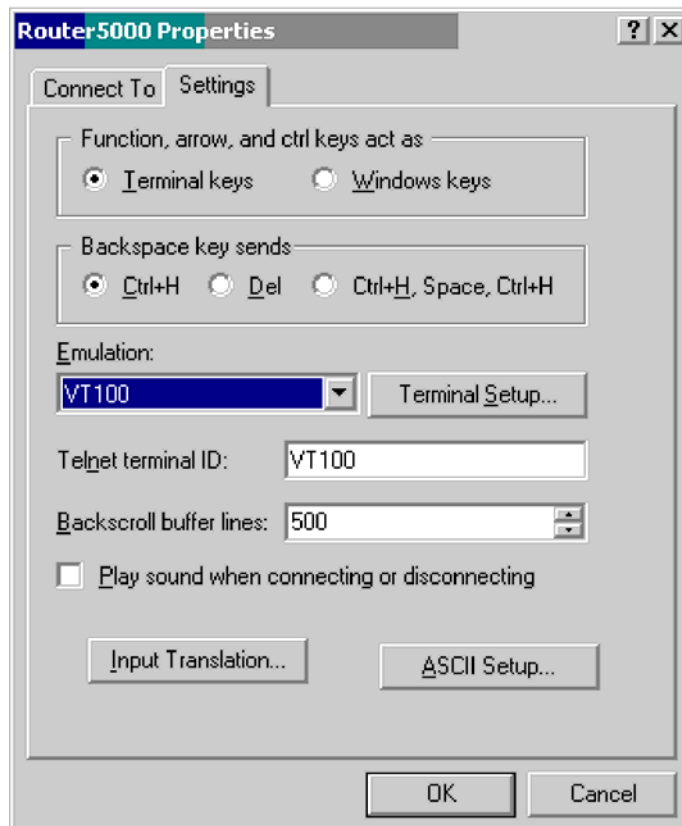 Router5000 Properties
Connect To Settings
Function, arrow, and ctrl keys act as
Terminal keys Windows keys
Backspace key sends
Ctrl+H Del Ctrl+H, Space, Ctrl+H
Emulation:
VT100 Terminal Setup...
Telnet terminal ID: VT100
Backscroll buffer lines: 500
Play sound when connecting or disconnecting
Input Translation... ASCII Setup...
OK Cancel